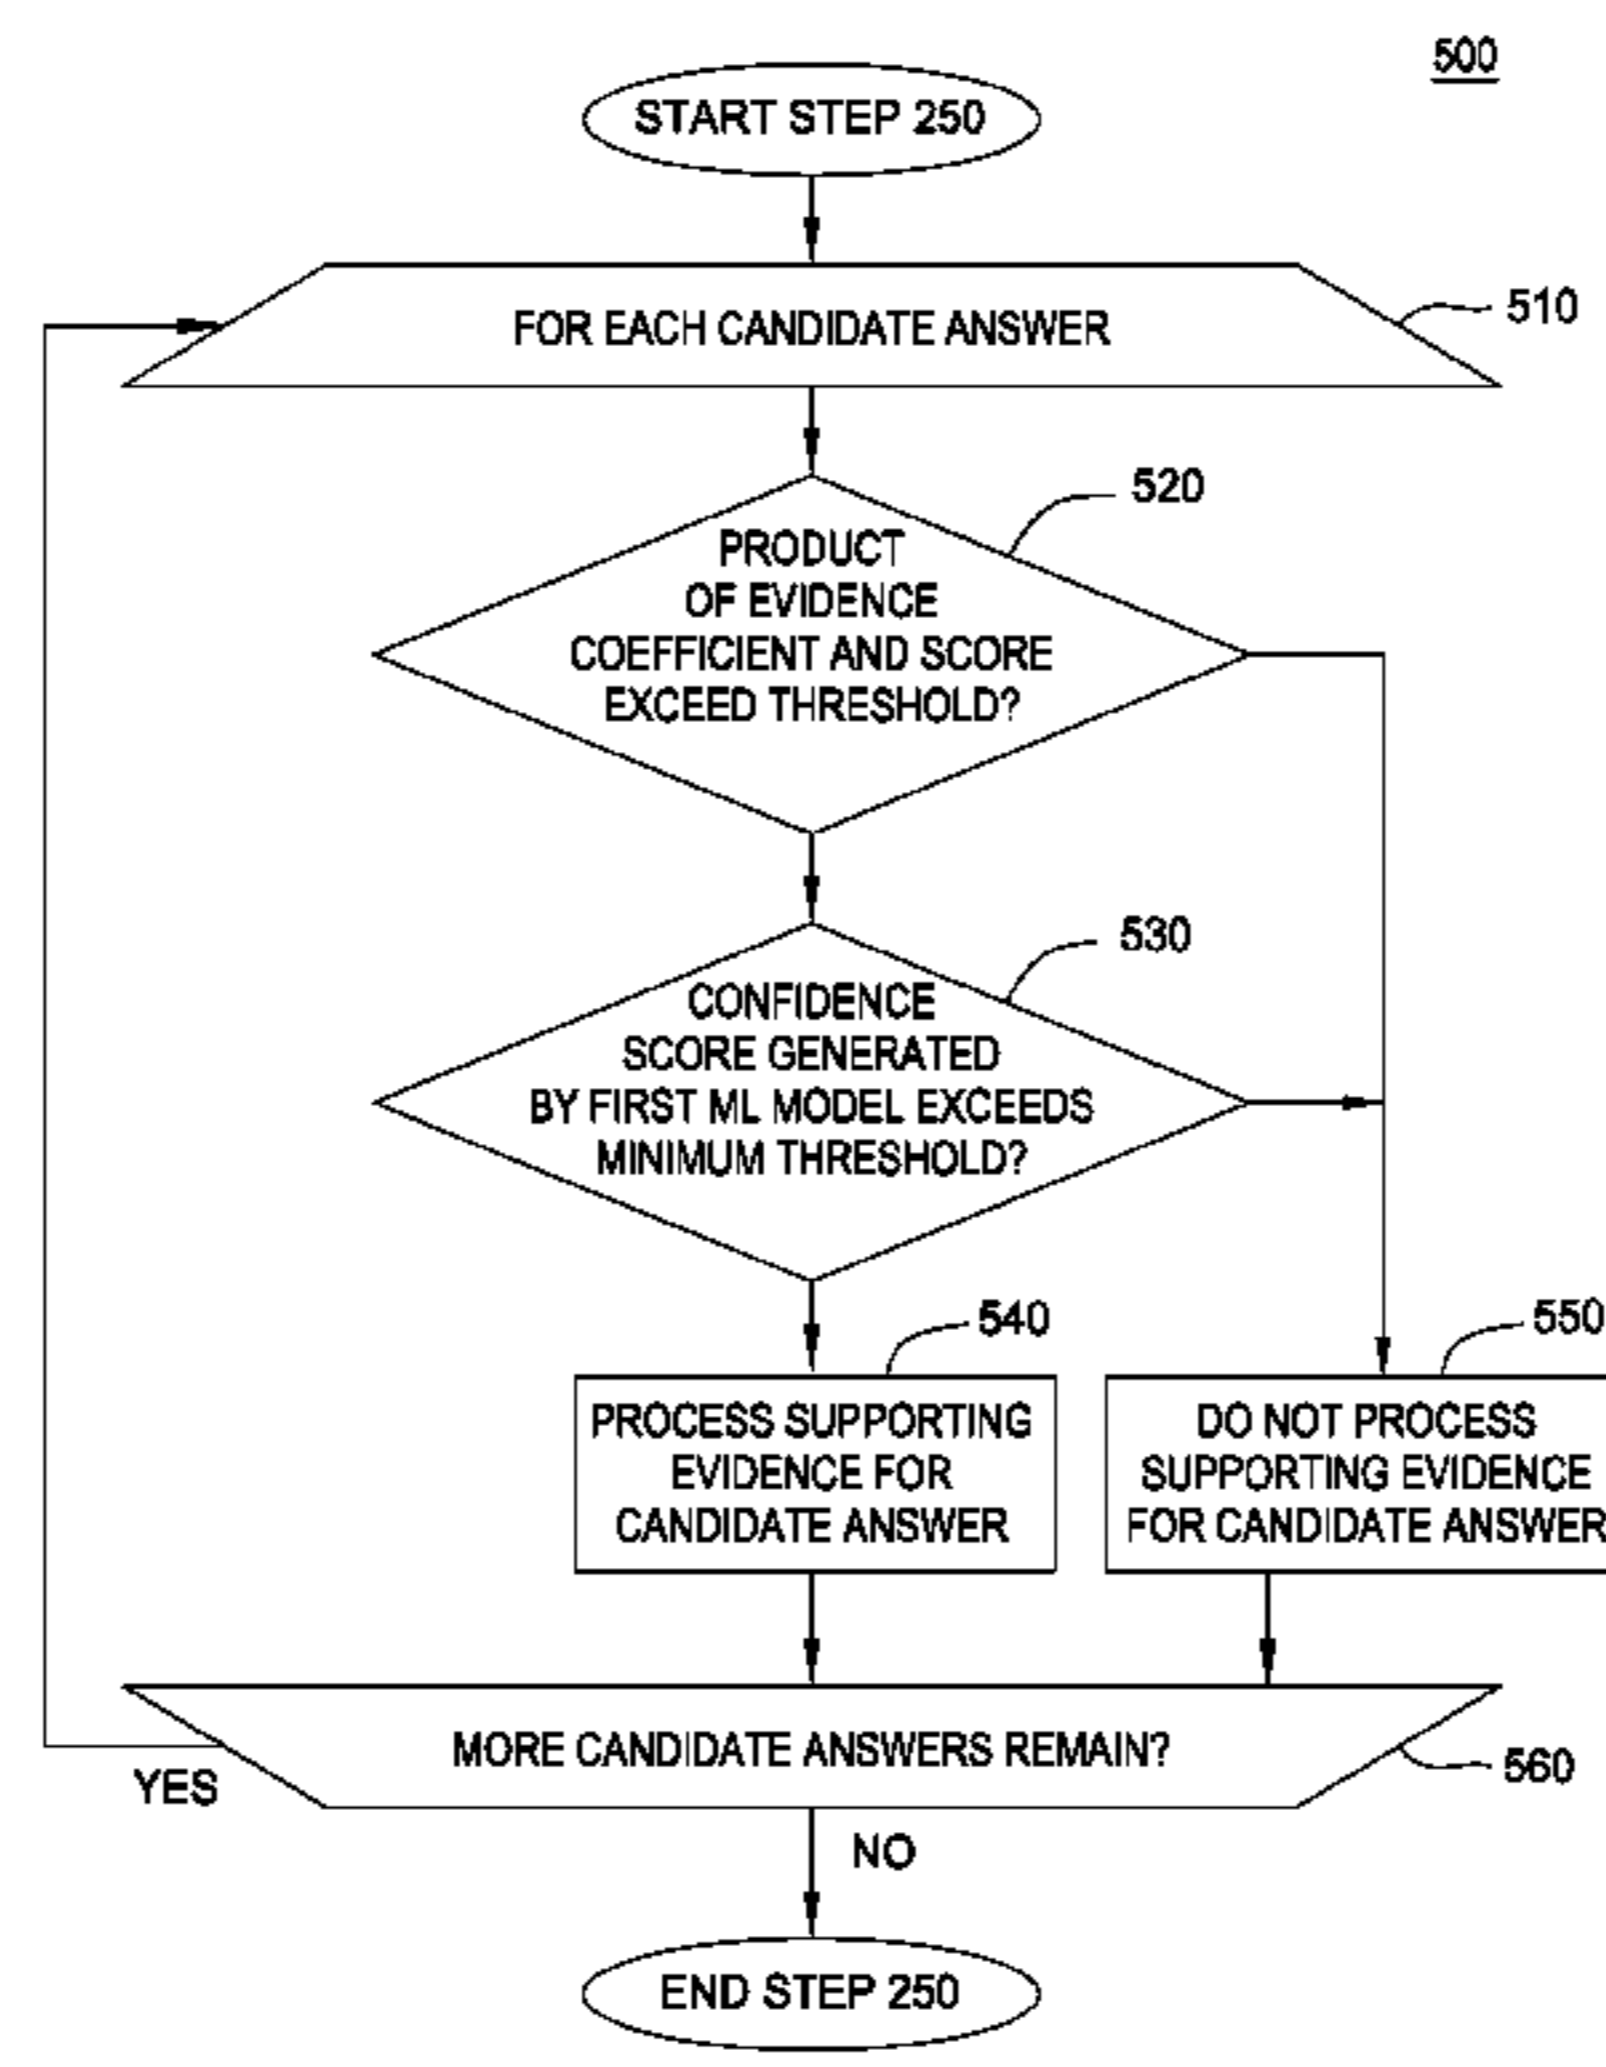 500
START STEP 250
FOR EACH CANDIDATE ANSWER
510
520
PRODUCT
OF EVIDENCE
COEFFICIENT AND SCORE
EXCEED THRESHOLD?
530
CONFIDENCE
SCORE GENERATED
BY FIRST ML MODEL EXCEEDS
MINIMUM THRESHOLD?
540
PROCESS SUPPORTING
EVIDENCE FOR
CANDIDATE ANSWER
550
DO NOT PROCESS
SUPPORTING EVIDENCE
FOR CANDIDATE ANSWER
MORE CANDIDATE ANSWERS REMAIN?
560
YES
NO
END STEP 250